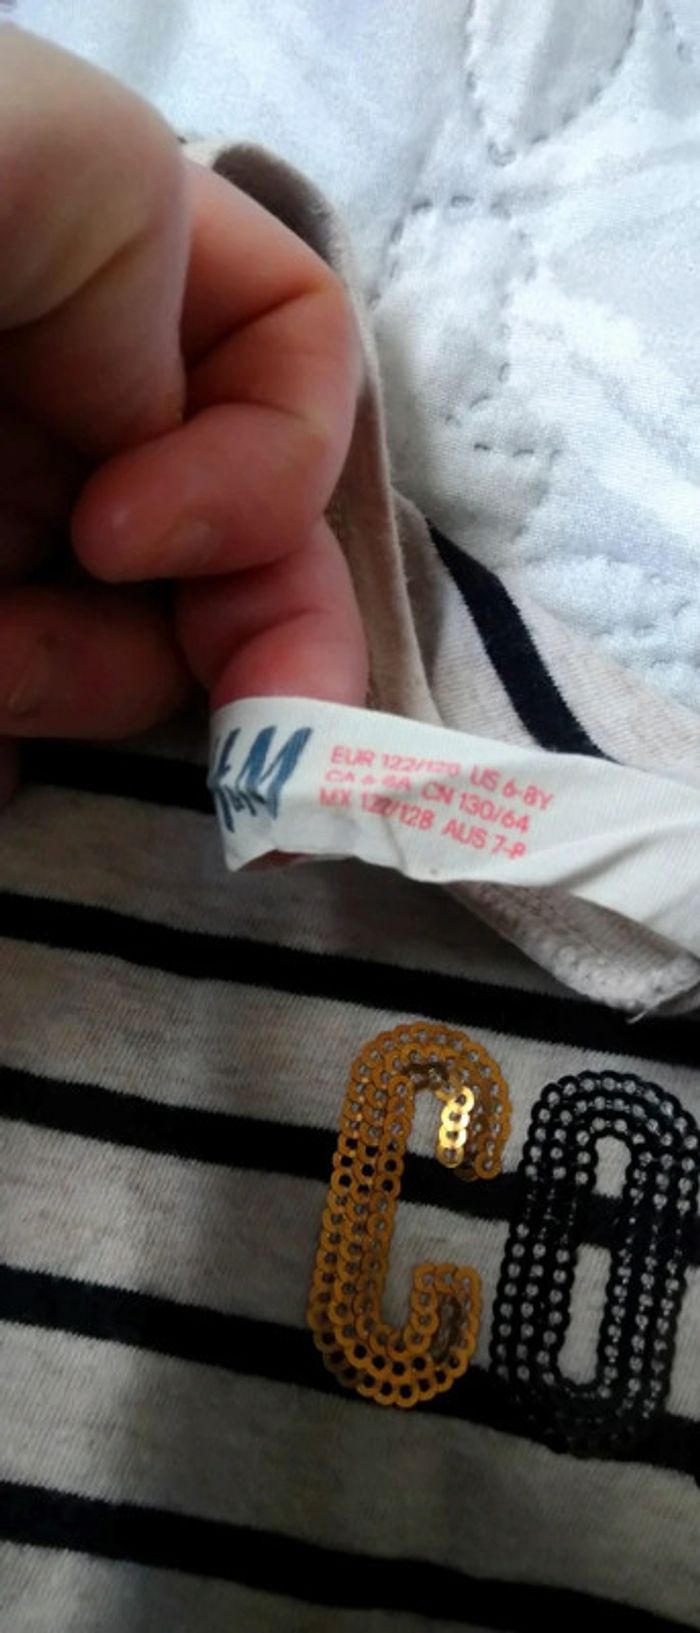 H&M
EUR 122/128 US 6-8Y
CA 6-8A CN 130/64
MX 122/128 AUS 7-8
CO